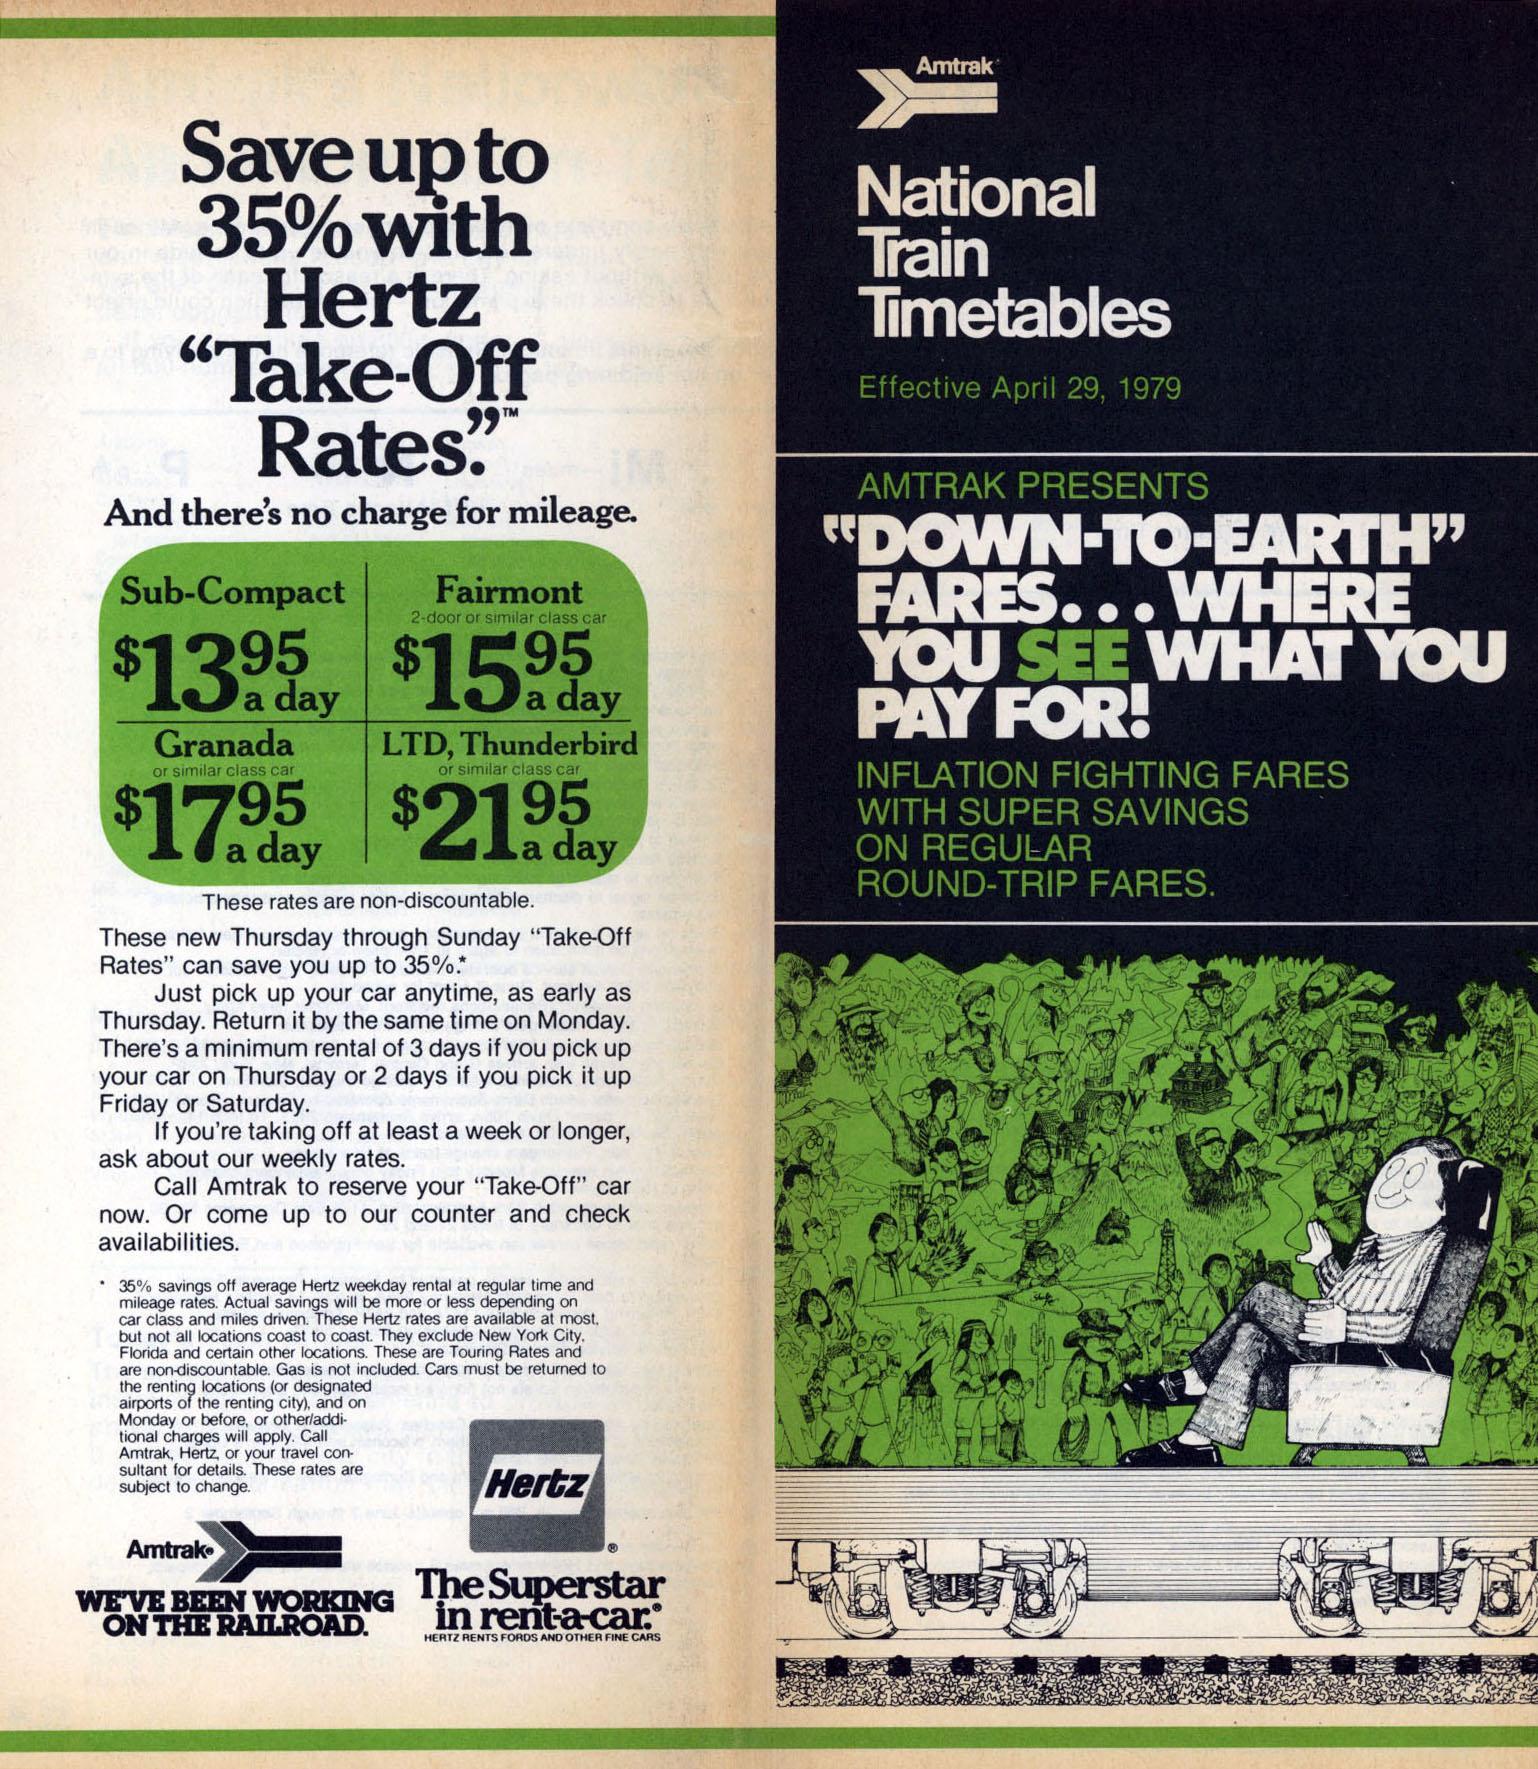 Save up to
35% with
Hertz
“Take-Off
Rates.”™
And there's no charge for mileage.
Sub-Compact
$13 95
a day
Fairmont
2-door or similar class car
$15 95
a day
Granada
or similar class car
$17 95
a day
LTD, Thunderbird
or similar class car
$21 95
a day
These rates are non-discountable.
These new Thursday through Sunday “Take-Off
Rates” can save you up to 35%.*
Just pick up your car anytime, as early as
Thursday. Return it by the same time on Monday.
There's a minimum rental of 3 days if you pick up
your car on Thursday or 2 days if you pick it up
Friday or Saturday.
If you're taking off at least a week or longer,
ask about our weekly rates.
Call Amtrak to reserve your “Take-Off” car
now. Or come up to our counter and check
availabilities.
* 35% savings off average Hertz weekday rental at regular time and
mileage rates. Actual savings will be more or less depending on
car class and miles driven. These Hertz rates are available at most,
but not all locations coast to coast. They exclude New York City,
Florida and certain other locations. These are Touring Rates and
are non-discountable. Gas is not included. Cars must be returned to
the renting locations (or designated
airports of the renting city), and on
Monday or before, or other/addi-
tional charges will apply. Call
Amtrak, Hertz, or your travel con-
sultant for details. These rates are
subject to change.
Amtrak®
WE'VE BEEN WORKING
ON THE RAILROAD.
Hertz
®
The Superstar
in rent-a-car.®
HERTZ RENTS FORDS AND OTHER FINE CARS
Amtrak
National
Train
Timetables
Effective April 29, 1979
AMTRAK PRESENTS
“DOWN-TO-EARTH”
FARES... WHERE
YOU SEE WHAT YOU
PAY FOR!
INFLATION FIGHTING FARES
WITH SUPER SAVINGS
ON REGULAR
ROUND-TRIP FARES.